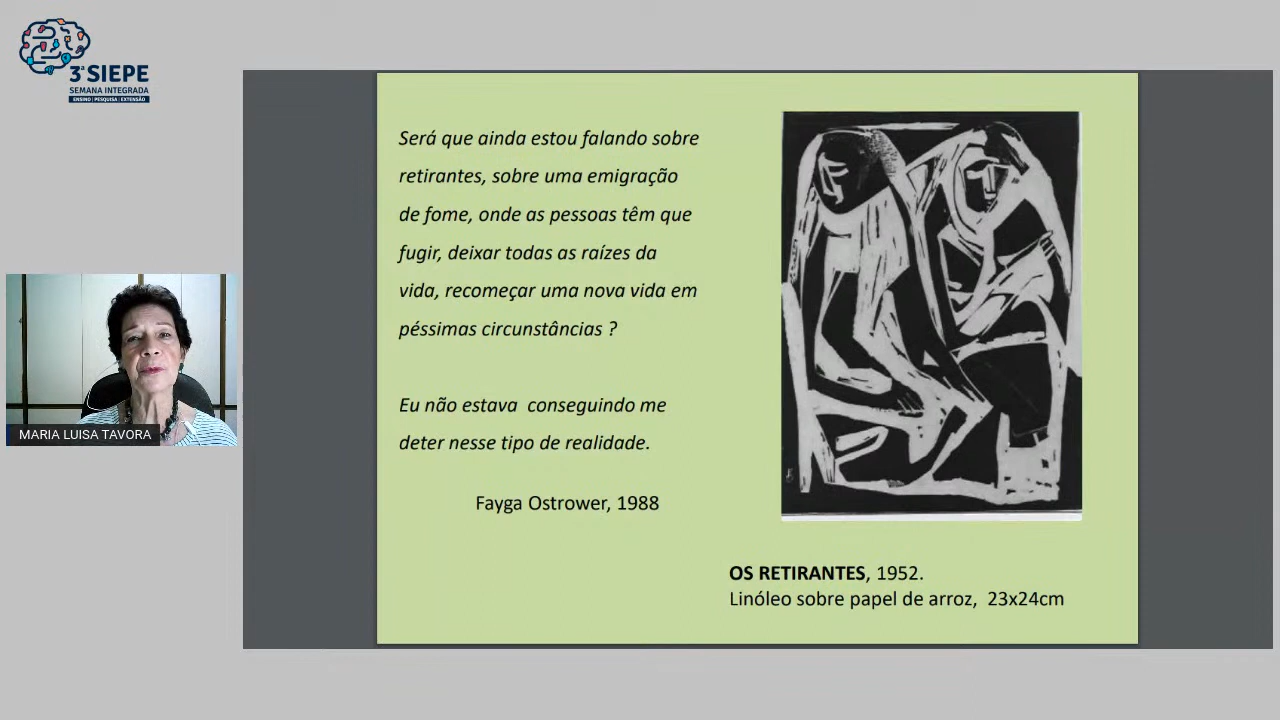 3ª SIEPE
SEMANA INTEGRADA
ENSINO | PESQUISA | EXTENSÃO
Será que ainda estou falando sobre
retirantes, sobre uma emigração
de fome, onde as pessoas têm que
fugir, deixar todas as raízes da
vida, recomeçar uma nova vida em
péssimas circunstâncias ?
Eu não estava conseguindo me
deter nesse tipo de realidade.
Fayga Ostrower, 1988
OS RETIRANTES, 1952.
Linóleo sobre papel de arroz, 23x24cm
MARIA LUISA TAVORA